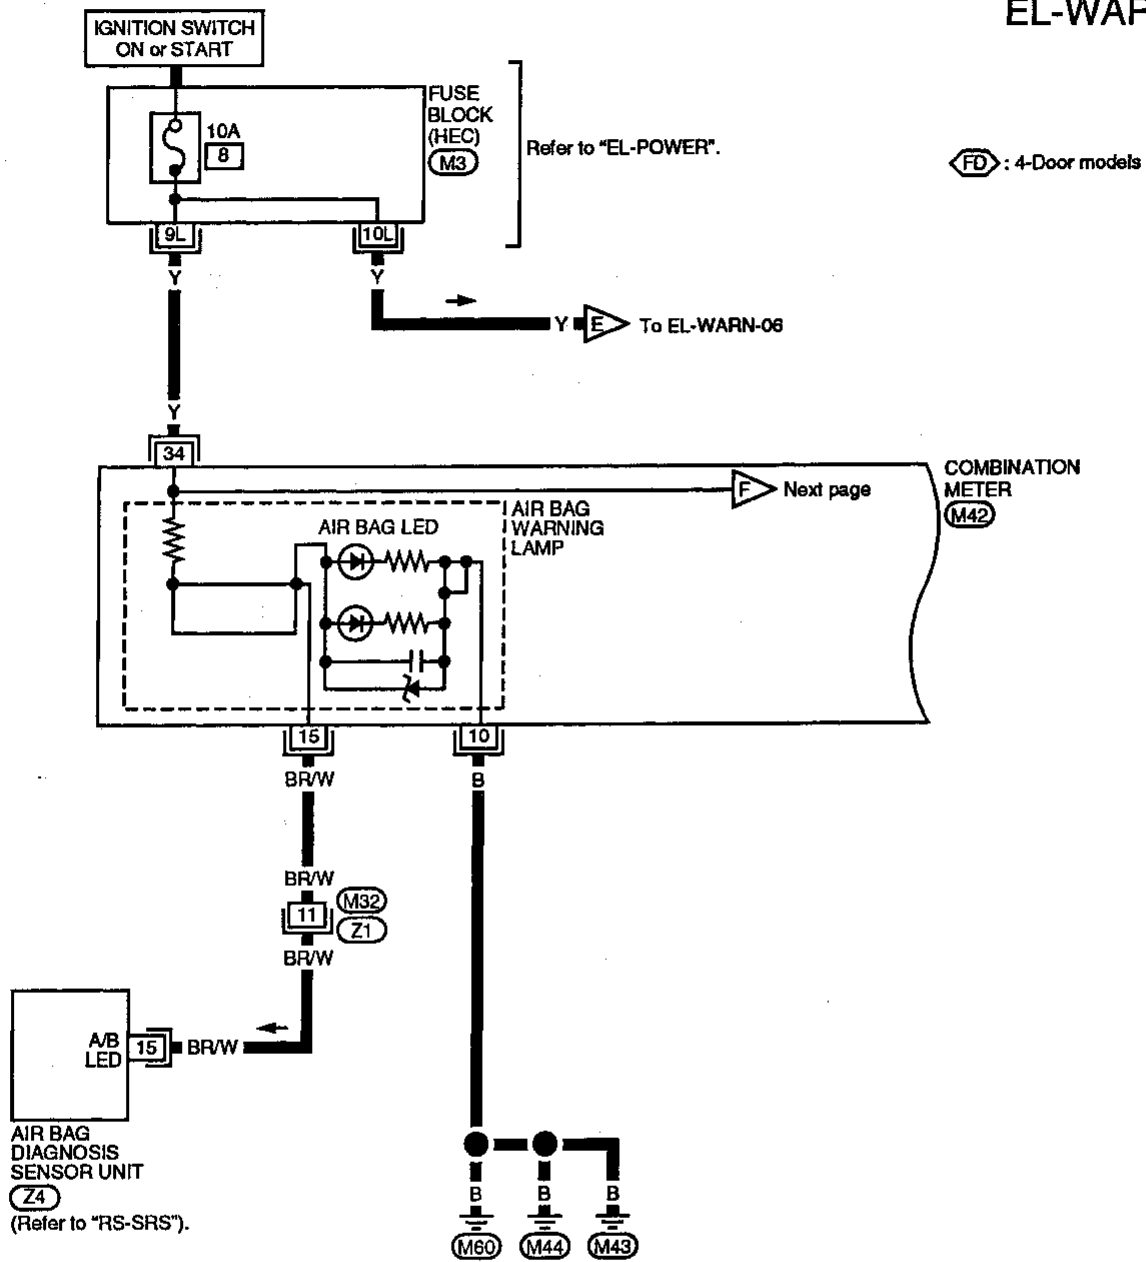 EL-WAR
IGNITION SWITCH
ON or START
FUSE
BLOCK
(HEC)
M3
10A
8
Refer to "EL-POWER".
FD : 4-Door models
9L
10L
Y
Y
Y
E
To EL-WARN-06
Y
34
COMBINATION
METER
M42
F
Next page
AIR BAG
WARNING
LAMP
AIR BAG LED
15
10
BR/W
B
BR/W
M32
11
Z1
BR/W
A/B
LED
15
BR/W
AIR BAG
DIAGNOSIS
SENSOR UNIT
Z4
(Refer to "RS-SRS").
B
B
B
M60
M44
M43